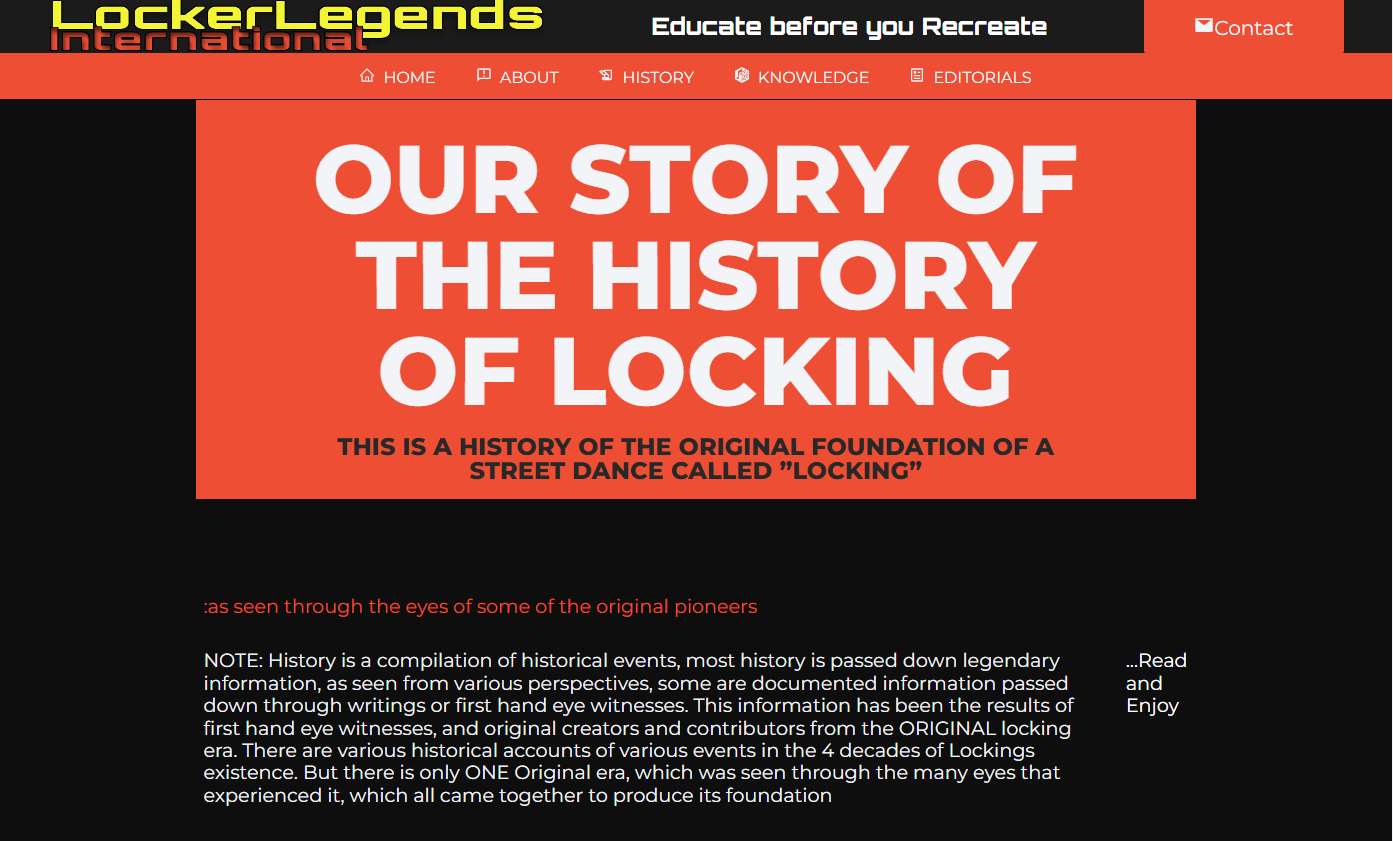 LockerLegends
International
Educate before you Recreate
Contact
HOME ABOUT HISTORY KNOWLEDGE EDITORIALS
OUR STORY OF
THE HISTORY
OF LOCKING
THIS IS A HISTORY OF THE ORIGINAL FOUNDATION OF A
STREET DANCE CALLED ”LOCKING”
:as seen through the eyes of some of the original pioneers
NOTE: History is a compilation of historical events, most history is passed down legendary
information, as seen from various perspectives, some are documented information passed
down through writings or first hand eye witnesses. This information has been the results of
first hand eye witnesses, and original creators and contributors from the ORIGINAL locking
era. There are various historical accounts of various events in the 4 decades of Lockings
existence. But there is only ONE Original era, which was seen through the many eyes that
experienced it, which all came together to produce its foundation
...Read
and
Enjoy